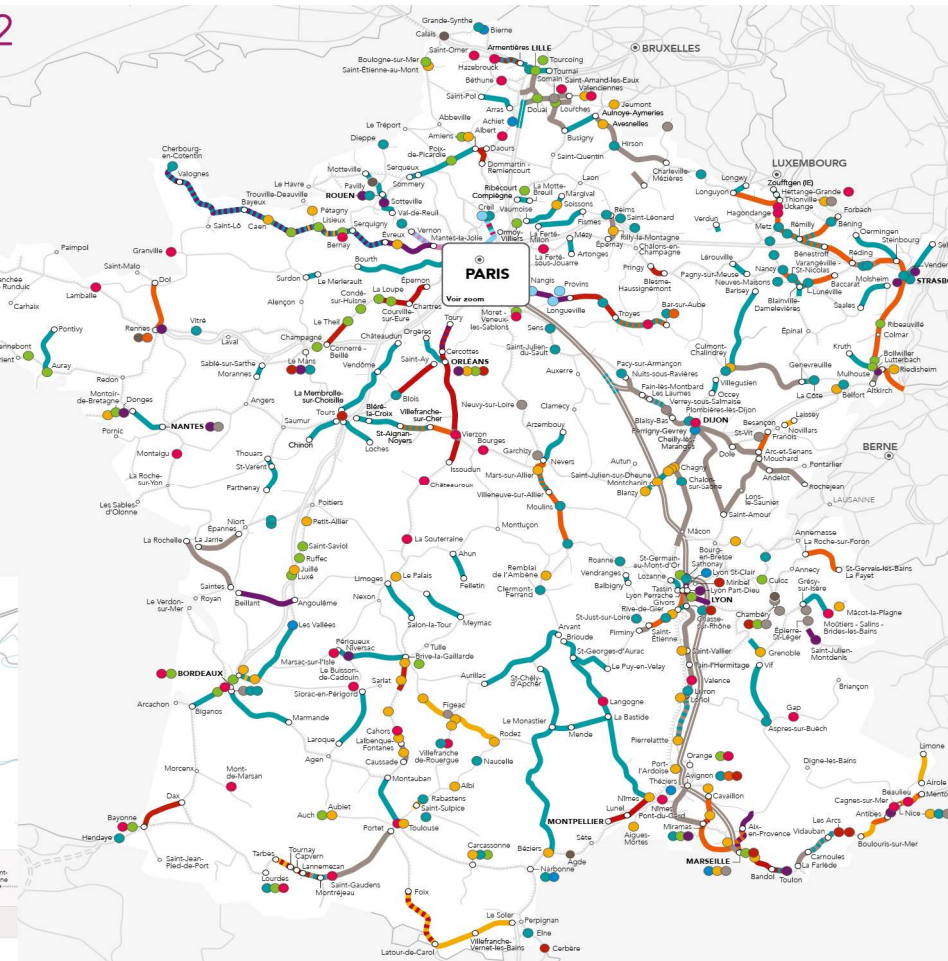 2
Grande-Synthe
Bierne
Calais
Saint-Omer
Armentières LILLE
BRUXELLES
Boulogne-sur-Mer
Saint-Etienne-au-Mont
Hazebrouck
Tourcoing
Tournai
Béthune
Somain
Saint-Amand-les-Eaux
Valenciennes
Saint-Pol
Arras
Douai
Lourches
Jeumont
Aulnoye-Aymeries
Avesnelles
Abbeville
Achiet
Le Tréport
Dieppe
Albert
Amiens
Busigny
Hirson
Cherbourg-
en-Cotentin
Poix-
de-Picardie
Daours
Saint-Quentin
Valognes
Motteville
Serqueux
Dommartin -
Remiencourt
Charleville-
Mézières
LUXEMBOURG
Le Havre
Pavilly
ROUEN
Sommery
Laon
Longwy
Zoufftgen (IE)
Trouville-Deauville
Bayeux
Sotteville
Ribécourt
Compiègne
La Motte-
Breuil
Margival
Soissons
Longuyon
Hettange-Grande
Thionville
Uckange
Pétagny
Lisieux
Val-de-Reuil
Creil
Vaumoise
Fismes
Reims
Saint-Léonard
Hagondange
Forbach
Saint-Lô
Caen
Serquigny
Vernon
Ormoy-
Villers
La Ferté-
Milon
Mézy
Rilly-la-Montagne
Verdun
Metz
Rémilly
Béning
Bernay
Évreux
Mantes-la-Jolie
Artonges
Épernay
Châlons-en-
Champagne
Dermingen
Steinbourg
Paimpol
Granville
Bourth
La Ferté-
sous-Jouarre
Lérouville
Bénestroff
Réding
Saint-Malo
Dol
Surdon
Le Merlerault
PARIS
Voir zoom
Pringy
Blesme-
Haussignémont
Pagny-sur-Meuse
Nancy
Varangéville -
St-Nicolas
Molsheim
STRASB
Lamballe
Épernon
Nangis
Provins
Neuves-Maisons
Barisey
Baccarat
Alençon
Condé-
sur-Huisne
La Loupe
Chartres
Longueville
Bar-sur-Aube
Blainville-
Damelevières
Lunéville
Saales
Carhaix
Courville-
sur-Eure
Toury
Moret -
Veneux-
les-Sablons
Troyes
Pontivy
Rennes
Vitré
Le Theil
Sens
Épinal
Ribeauvillé
Colmar
Laval
Champagné
Connerré -
Beillé
Châteaudun
Orgères
Cercottes
Saint-Julien-
du-Sault
Culmont-
Chalindrey
Kruth
Bollwiller
Lutterbach
Auray
Le Mans
Saint-Ay
ORLÉANS
Auxerre
Pacy-sur-Armançon
Nuits-sous-Ravières
Genevreuille
Mulhouse
Riedisheim
Sablé-sur-Sarthe
Morannes
Vendôme
Villegusien
Occey
La Côte
Belfort
Altkirch
Redon
La Membrolle-
sur-Choisille
Blois
Pain-lès-Montbard
Les Laumes
Verrey-sous-Salmaise
Montoir-
de-Bretagne
Donges
Angers
Tours
Bléré-
la-Croix
Villefranche-
sur-Cher
Neuvy-sur-Loire
Clamecy
Plombières-lès-Dijon
Blaisy-Bas
DIJON
Besançon
St-Vit
Laissey
Novillars
Franois
NANTES
Saumur
St-Aignan-
Noyers
Vierzon
Arzembouy
Perrigny-Gevrey
Pornic
Chinon
Loches
Bourges
Garchizy
Cheilly-lès-
Maranges
BERNE
Montaigu
Thouars
Issoudun
Nevers
Autun
Dole
Arc-et-Senans
Mouchard
St-Varent
Mars-sur-Allier
Saint-Julien-sur-Dheune
Montchanin
Chagny
Pontarlier
La Roche-
sur-Yon
Châteauroux
Blanzy
Chalon-
sur-Saône
Andelot
Rochejean
Parthenay
Villeneuve-sur-Allier
Lons-
le-Saunier
LAUSANNE
Les Sables-
d'Olonne
Poitiers
Moulins
Saint-Amour
Niort
Épannes
Petit-Allier
Montluçon
Mâcon
La Rochelle
La Jarrie
Saint-Saviol
La Souterraine
Bourg-
en-Bresse
Annemasse
La Roche-sur-Foron
Ruffec
Ahun
Roanne
St-Germain-
au-Mont-d'Or
Sathonay
Juillé
Luxé
Limoges
Le Palais
Remblai
de l'Ambène
Vendranges
Lozanne
Lyon St-Clair
Annecy
St-Gervais-les-Bains
La Fayet
Saintes
Felletin
Clermont-
Ferrand
Balbigny
Tassin
Miribel
Lyon Part-Dieu
Culoz
Grésy-
sur-Isère
Royan
Nexon
Lyon Perrache
LYON
Le Verdon-
sur-Mer
Beillant
Angoulême
Salon-la-Tour
Meymac
St-Just-sur-Loire
Givors
Rive-de-Gier
Chambéry
Mâcot-la-Plagne
Les Vallées
Firminy
Saint-
Étienne
Moûtiers - Salins -
Brides-les-Bains
Périgueux
Niversac
Tulle
Brive-la-Gaillarde
Arvant
Brioude
Épierre-
St-Léger
Saint-Julien-
Montdenis
Marsac-sur-l'Isle
St-Georges-d'Aurac
Saint-Vallier
Grenoble
BORDEAUX
Le Buisson-
de-Cadouin
Sarlat
Aurillac
St-Chély-
d'Apcher
Le Puy-en-Velay
Tain-l'Hermitage
Vif
Siorac-en-Périgord
Valence
Briançon
Arcachon
Biganos
Figeac
Langogne
Livron
Loriol
Gap
Marmande
Le Monastier
La Bastide
Aspres-sur-Buëch
Laroque
Cahors
Lalbenque-
Fontanes
Rodez
Mende
Pierrelatte
Agen
Villefranche
de-Rouergue
Orange
Limone
Morcenx
Mont-
de-Marsan
Caussade
Naucelle
Port-
l'Ardoise
Digne-les-Bains
Montauban
Théziers
Avignon
Airole
Dax
Albi
Nîmes
Cavaillon
Beaulieu
Menton
Bayonne
Aubiet
Rabastens
Saint-Sulpice
Lunel
Nîmes
Pont-du-Gard
Cagnes-sur-Mer
Auch
MONTPELLIER
Miramas
Aix-
en-Provence
Les Arcs
Antibes
Nice
Hendaye
Portet
Toulouse
Aigues-
Mortes
Vidauban
Sète
Boulouris-sur-Mer
Saint-Jean-
Pied-de-Port
Tarbes
Tournay
Capvern
Lannemezan
Carcassonne
Béziers
Agde
MARSEILLE
Carnoules
La Farlède
Lourdes
Saint-Gaudens
Montréjeau
Narbonne
Bandol
Toulon
Foix
Le Soler
Perpignan
Elne
Villefranche-
Vernet-les-Bains
Latour-de-Carol
Cerbère